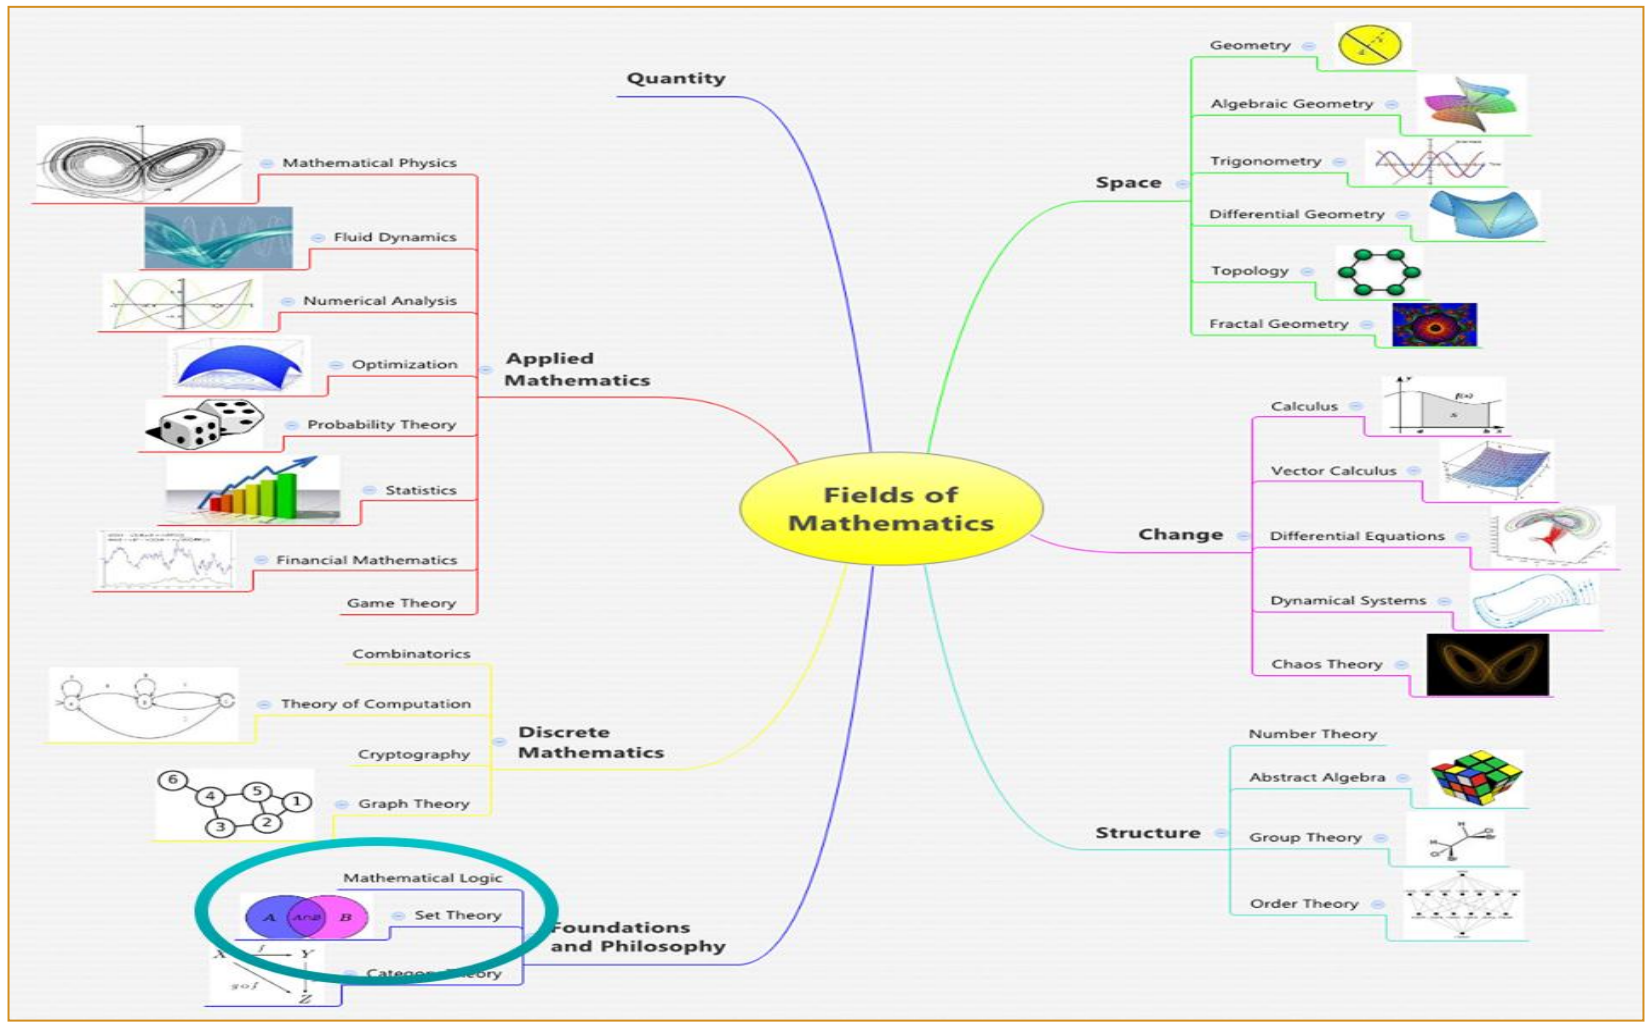 Fields of
Mathematics
Quantity
Applied
Mathematics
Mathematical Physics
Fluid Dynamics
Numerical Analysis
Optimization
Probability Theory
Statistics
Financial Mathematics
Game Theory
Discrete
Mathematics
Combinatorics
Theory of Computation
Cryptography
Graph Theory
6
4
5
1
3
2
Foundations
and Philosophy
Mathematical Logic
Set Theory
A
A∩B
B
Category Theory
X
f
Y
g∘f
Z
Space
Geometry
Algebraic Geometry
Trigonometry
Differential Geometry
Topology
Fractal Geometry
Change
Calculus
y
f(x)
S
a
b
x
Vector Calculus
Differential Equations
Dynamical Systems
Chaos Theory
Structure
Number Theory
Abstract Algebra
Group Theory
H
H
Order Theory